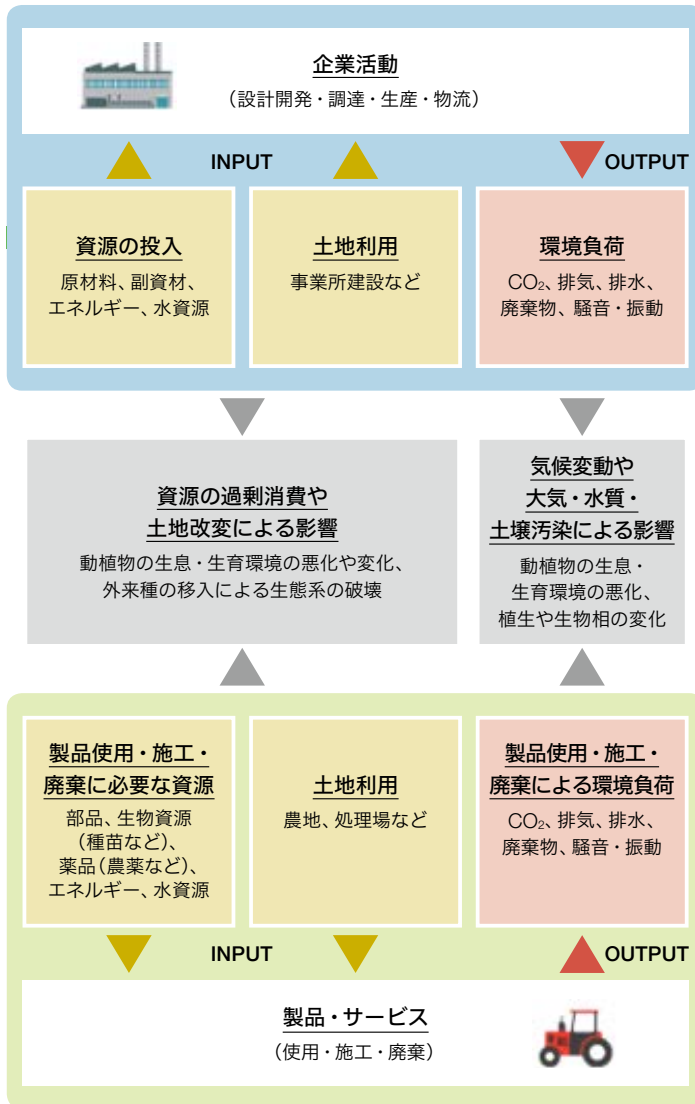 企業活動
（設計開発・調達・生産・物流）
INPUT
OUTPUT
資源の投入
原材料、副資材、
エネルギー、水資源
土地利用
事業所建設など
環境負荷
CO₂、排気、排水、
廃棄物、騒音・振動
資源の過剰消費や
土地改変による影響
動植物の生息・生育環境の悪化や変化、
外来種の移入による生態系の破壊
気候変動や
大気・水質・
土壌汚染による影響
動植物の生息・
生育環境の悪化、
植生や生物相の変化
製品使用・施工・
廃棄に必要な資源
部品、生物資源
（種苗など）、
薬品（農薬など）、
エネルギー、水資源
土地利用
農地、処理場など
製品使用・施工・
廃棄による環境負荷
CO₂、排気、排水、
廃棄物、騒音・振動
INPUT
OUTPUT
製品・サービス
（使用・施工・廃棄）